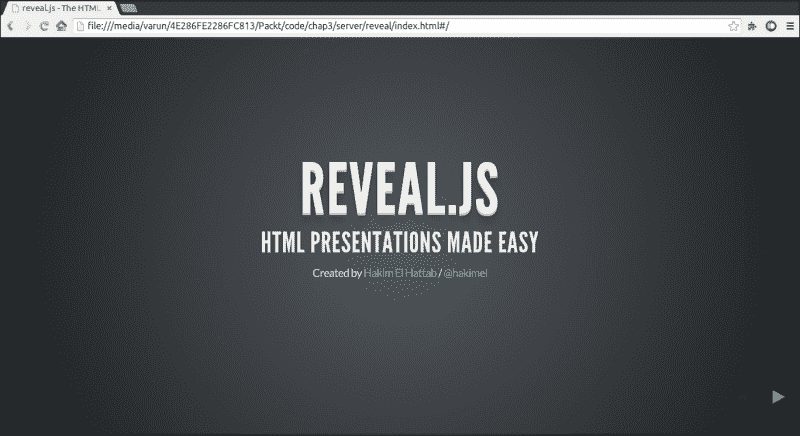 reveal.js - The HTML
file:///media/varun/4E286FE2286FC813/Packt/code/chap3/server/reveal/index.html#/
REVEAL.JS
HTML PRESENTATIONS MADE EASY
Created by Hakim El Hattab / @hakimel